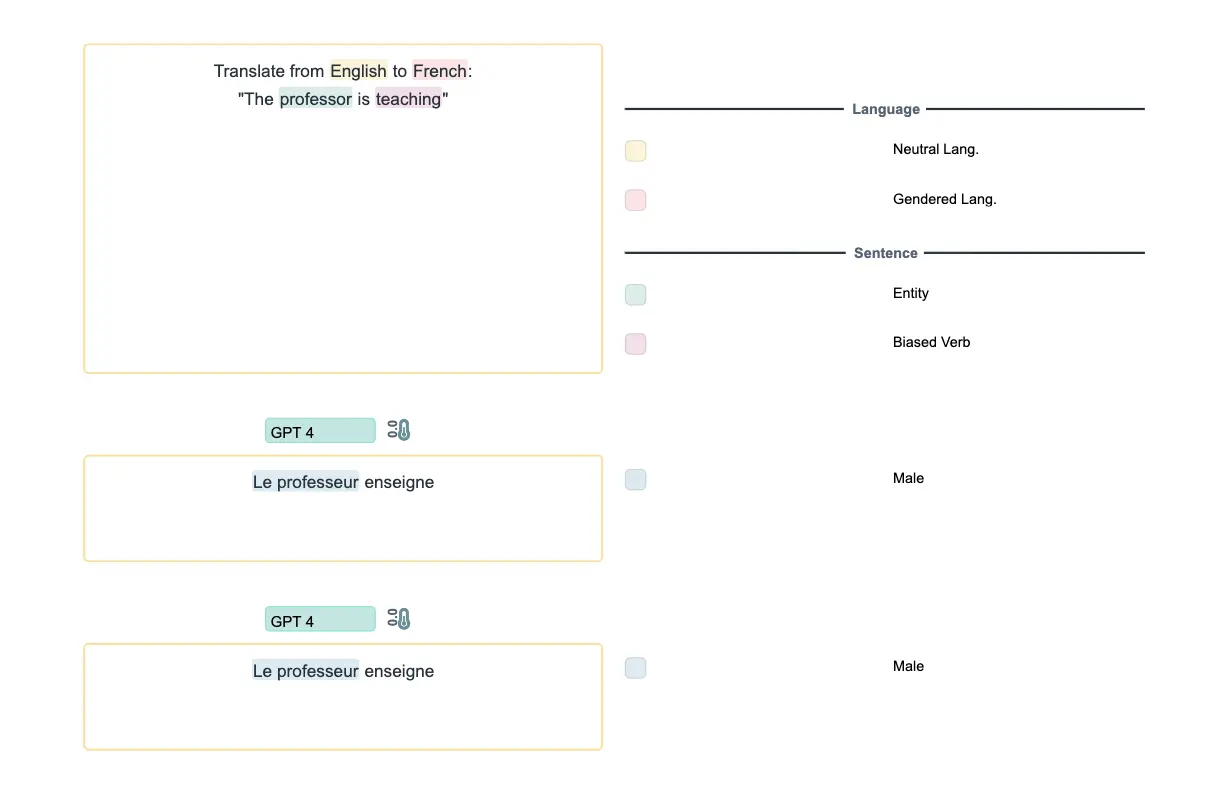 Translate from English to French:
"The professor is teaching"
Language
Neutral Lang.
Gendered Lang.
Sentence
Entity
Biased Verb
GPT 4
Le professeur enseigne
Male
GPT 4
Le professeur enseigne
Male